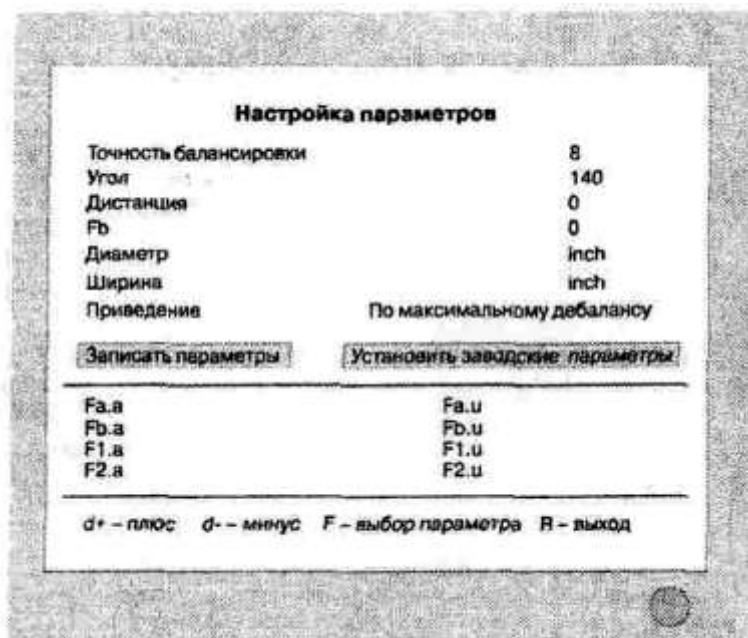 Настройка параметров
Точность балансировки 8
Угол 140
Дистанция 0
Fb 0
Диаметр inch
Ширина inch
Приведение По максимальному дебалансу
Записать параметры Установить заводские параметры
Fa.a Fa.u
Fb.a Fb.u
F1.a F1.u
F2.a F2.u
d+ – плюс d- – минус F – выбор параметра R – выход